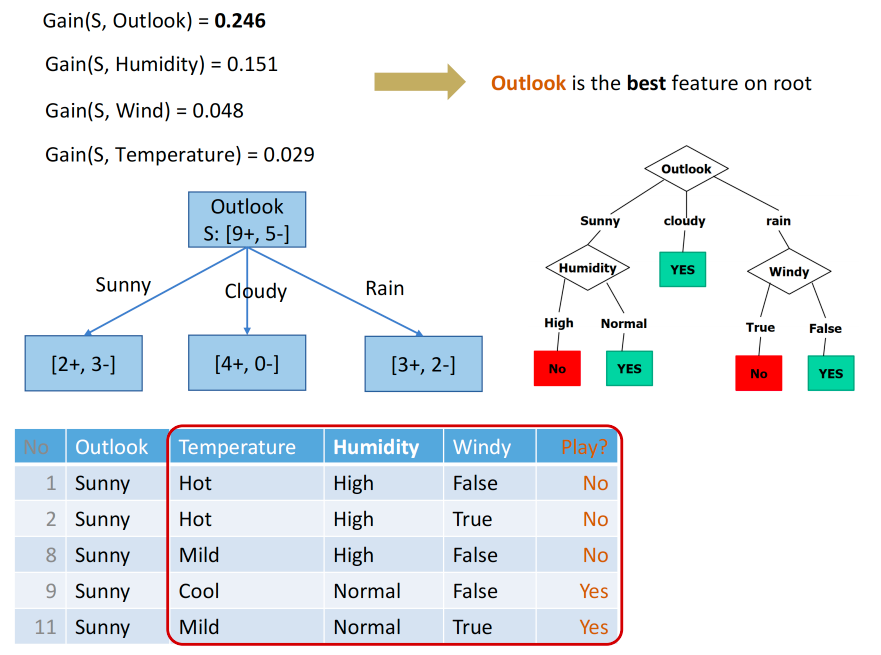 Gain(S, Outlook) = 0.246
Gain(S, Humidity) = 0.151
Gain(S, Wind) = 0.048
Gain(S, Temperature) = 0.029
Outlook is the best feature on root
Outlook
S: [9+, 5-]
Sunny
Cloudy
Rain
[2+, 3-]
[4+, 0-]
[3+, 2-]
Outlook
Sunny
cloudy
rain
Humidity
YES
Windy
High
Normal
True
False
No
YES
No
YES
No Outlook Temperature Humidity Windy Play?
1 Sunny Hot High False No
2 Sunny Hot High True No
8 Sunny Mild High False No
9 Sunny Cool Normal False Yes
11 Sunny Mild Normal True Yes